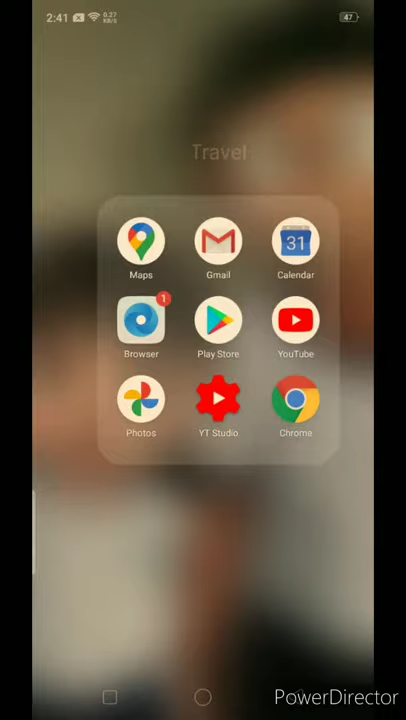 2:41 0.27 KB/S 47
Travel
Maps Gmail Calendar
31
1
Browser Play Store YouTube
Photos YT Studio Chrome
PowerDirector